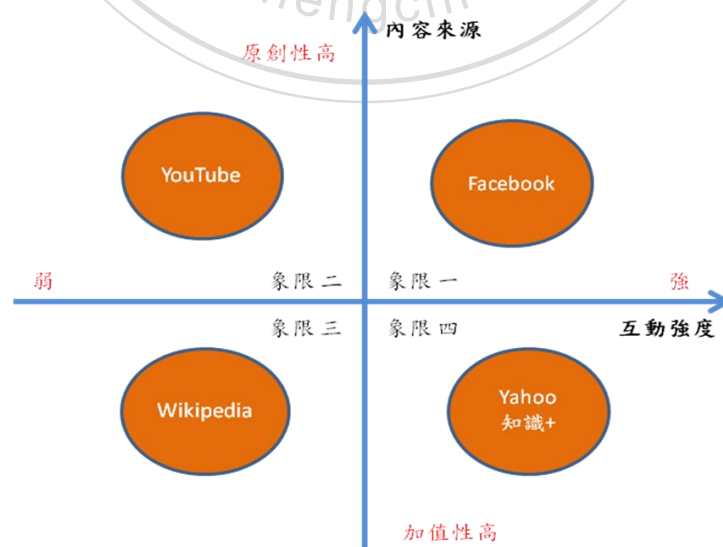 hengchi
內容來源
原創性高
YouTube
Facebook
弱
象限二
象限一
強
象限三
象限四
互動強度
Wikipedia
Yahoo
知識+
加值性高